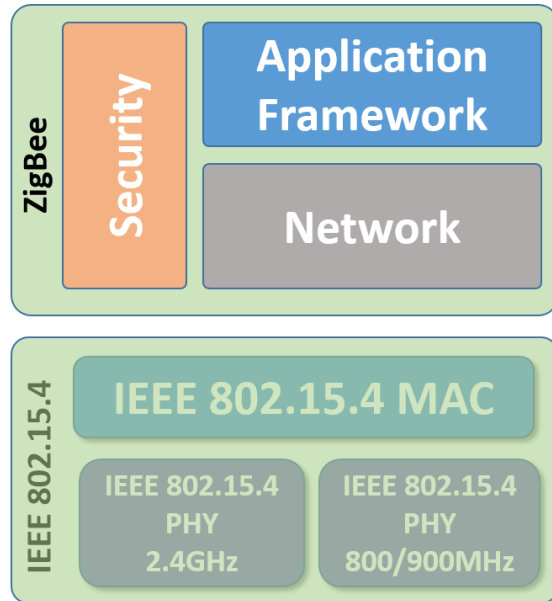 ZigBee
Security
Application
Framework
Network
IEEE 802.15.4
IEEE 802.15.4 MAC
IEEE 802.15.4
PHY
2.4GHz
IEEE 802.15.4
PHY
800/900MHz